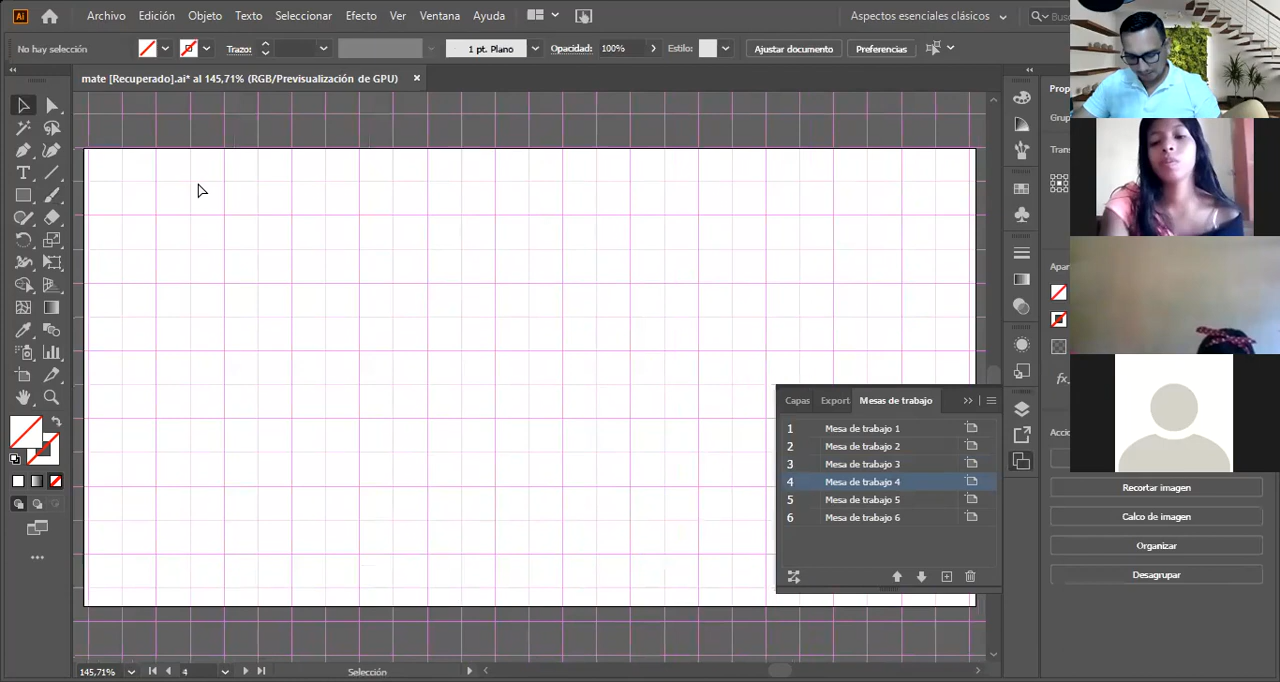 Ai Archivo Edición Objeto Texto Seleccionar Efecto Ver Ventana Ayuda Aspectos esenciales clásicos
No hay selección Trazo: 1 pt. Plano Opacidad: 100% Estilo: Ajustar documento Preferencias
mate [Recuperado].ai* al 145,71% (RGB/Previsualización de GPU) ×
Capas Export Mesas de trabajo
1 Mesa de trabajo 1
2 Mesa de trabajo 2
3 Mesa de trabajo 3
4 Mesa de trabajo 4
5 Mesa de trabajo 5
6 Mesa de trabajo 6
fx
Recortar imagen
Calco de imagen
Organizar
Desagrupar
145,71% 4 Selección